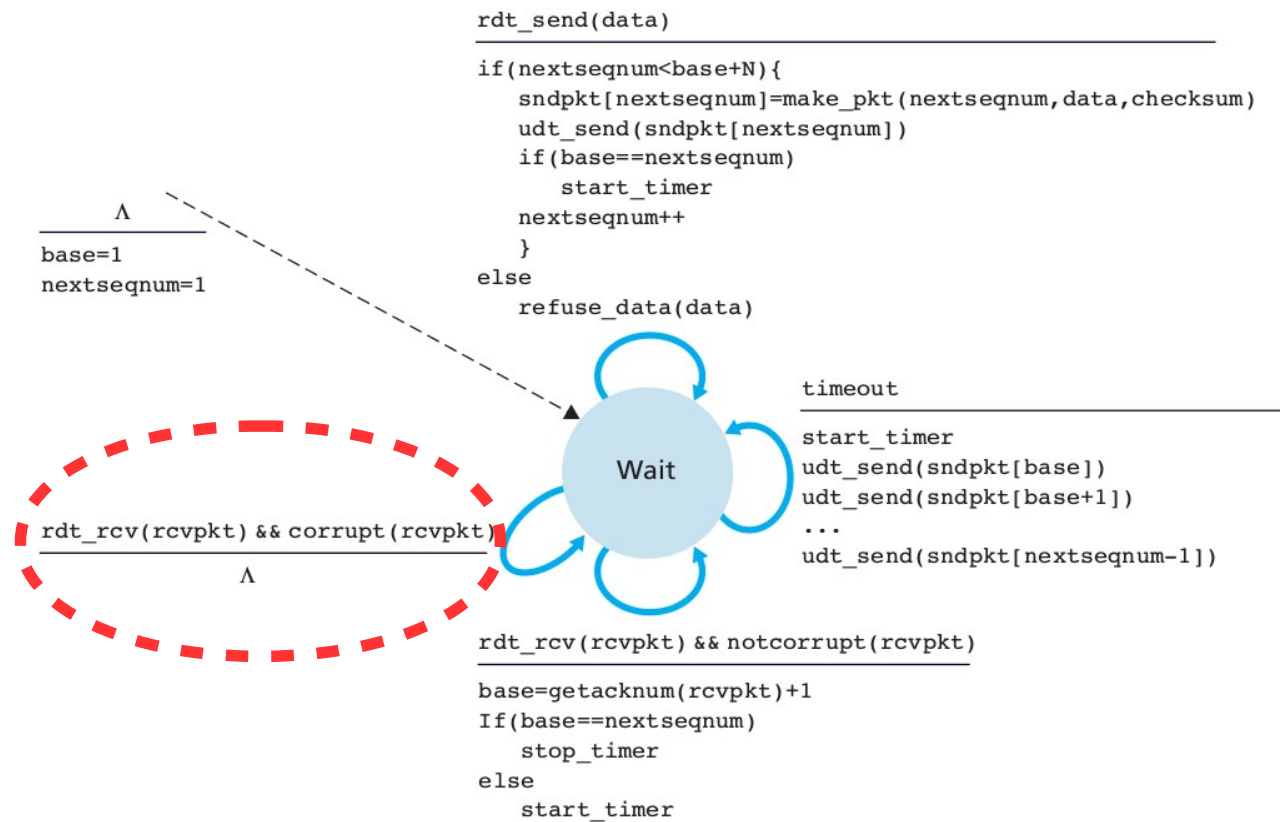 rdt_send(data)
if(nextseqnum<base+N){
sndpkt[nextseqnum]=make_pkt(nextseqnum,data,checksum)
udt_send(sndpkt[nextseqnum])
if(base==nextseqnum)
start_timer
nextseqnum++
}
else
refuse_data(data)
Λ
base=1
nextseqnum=1
Wait
timeout
start_timer
udt_send(sndpkt[base])
udt_send(sndpkt[base+1])
...
udt_send(sndpkt[nextseqnum-1])
rdt_rcv(rcvpkt) && corrupt(rcvpkt)
Λ
rdt_rcv(rcvpkt) && notcorrupt(rcvpkt)
base=getacknum(rcvpkt)+1
If(base==nextseqnum)
stop_timer
else
start_timer